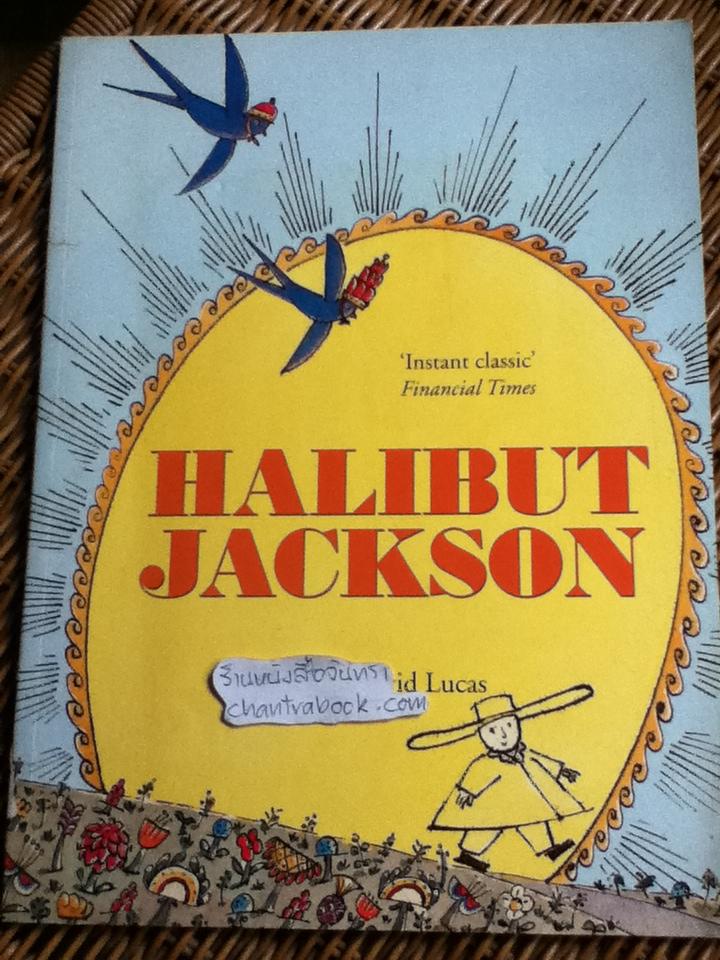 'Instant classic'
Financial Times
HALIBUT
JACKSON
ร้านหนังสือจันทรา
chantrabook.com
id Lucas